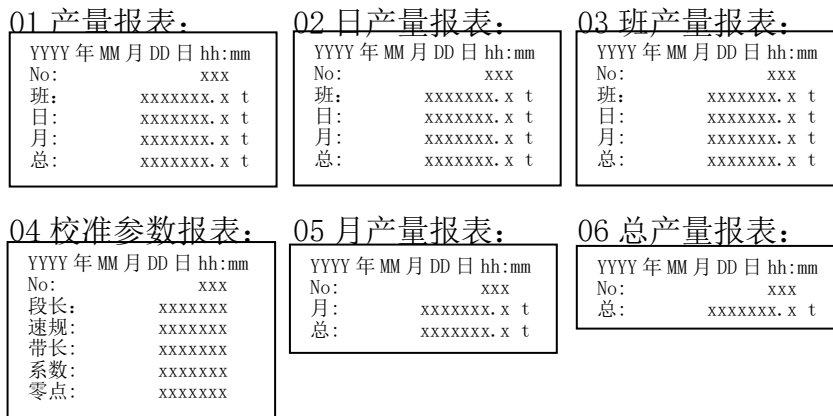 01 产量报表：
YYYY 年 MM 月 DD 日 hh:mm
No: xxx
班： xxxxxxx.x t
日: xxxxxxx.x t
月: xxxxxxx.x t
总: xxxxxxx.x t
02 日产量报表：
YYYY 年 MM 月 DD 日 hh:mm
No: xxx
班： xxxxxxx.x t
日: xxxxxxx.x t
月: xxxxxxx.x t
总: xxxxxxx.x t
03 班产量报表：
YYYY 年 MM 月 DD 日 hh:mm
No: xxx
班： xxxxxxx.x t
日: xxxxxxx.x t
月: xxxxxxx.x t
总: xxxxxxx.x t
04 校准参数报表：
YYYY 年 MM 月 DD 日 hh:mm
No: xxx
段长： xxxxxxx
速规: xxxxxxx
带长: xxxxxxx
系数: xxxxxxx
零点: xxxxxxx
05 月产量报表：
YYYY 年 MM 月 DD 日 hh:mm
No: xxx
月: xxxxxxx.x t
总: xxxxxxx.x t
06 总产量报表：
YYYY 年 MM 月 DD 日 hh:mm
No: xxx
总: xxxxxxx.x t